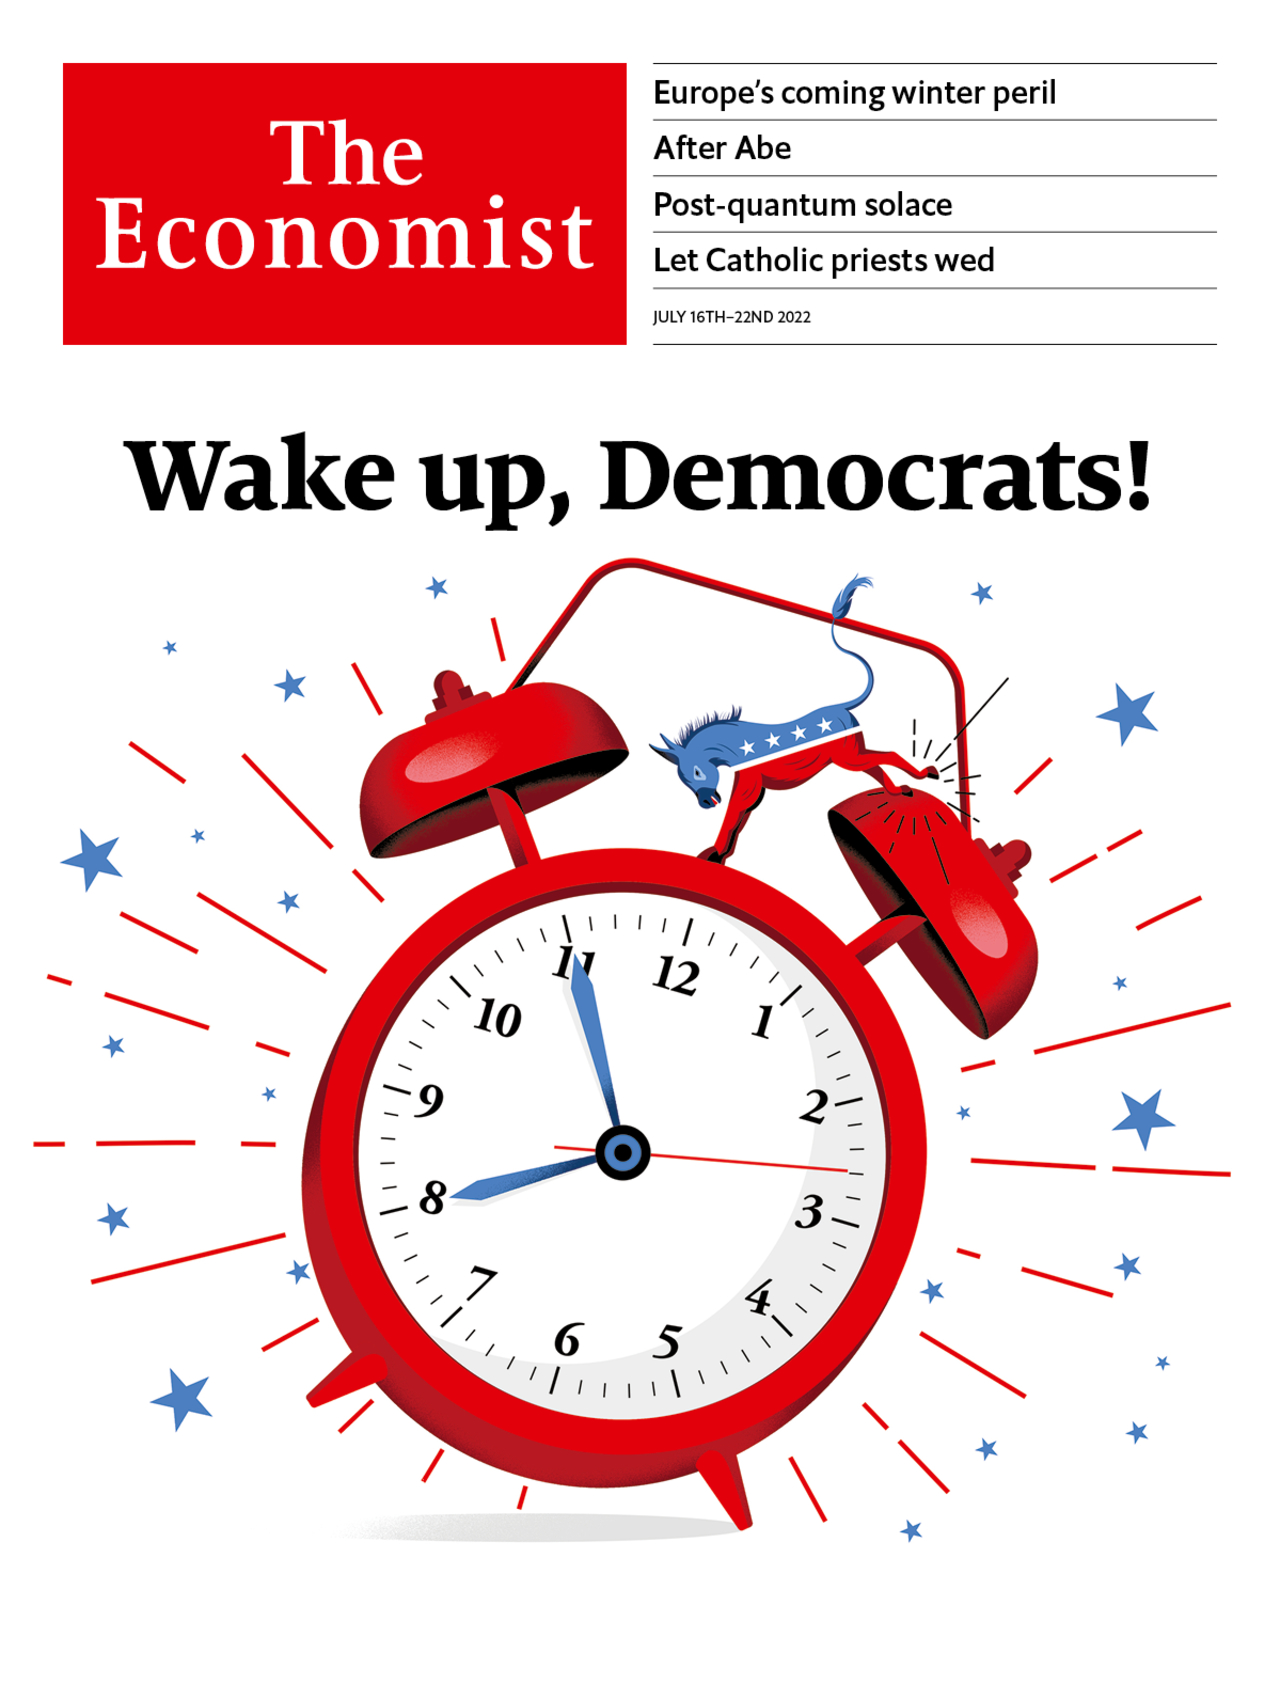 The
Economist
Europe's coming winter peril
After Abe
Post-quantum solace
Let Catholic priests wed
JULY 16TH–22ND 2022
Wake up, Democrats!
11
12
10
1
9
2
8
3
7
4
6
5